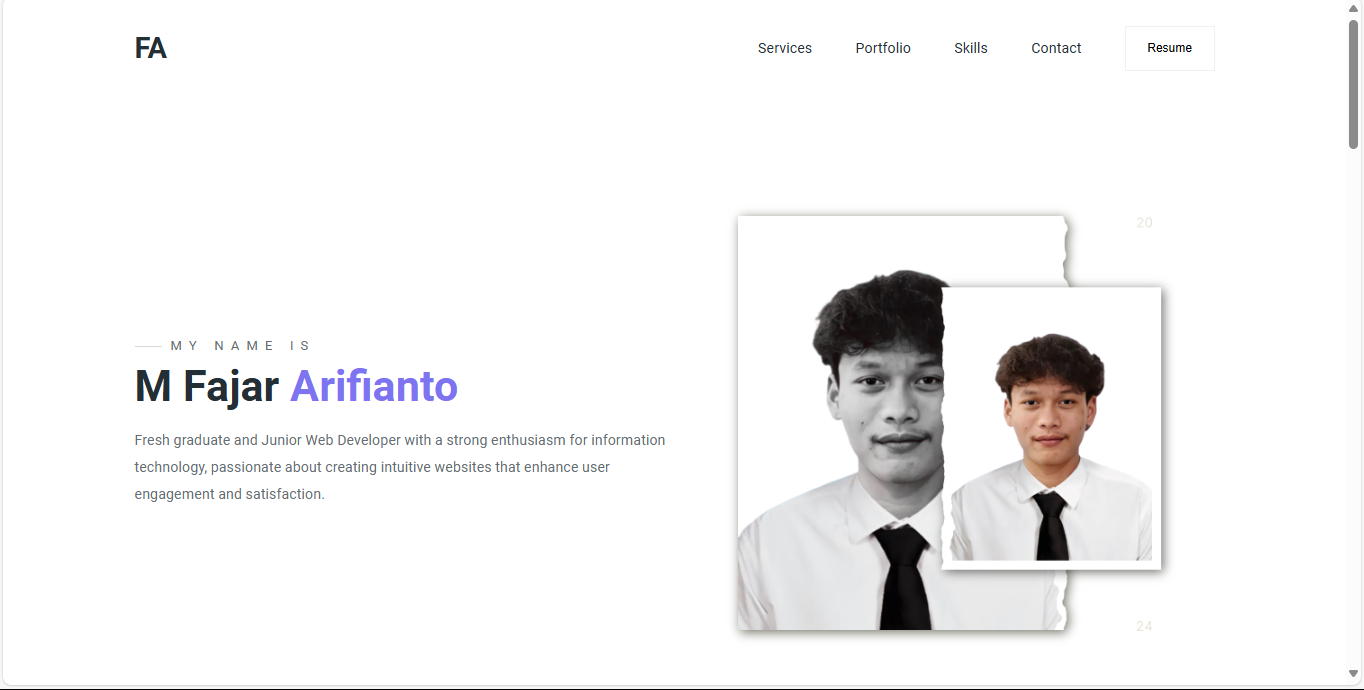 FA
Services Portfolio Skills Contact Resume
20
MY NAME IS
M Fajar Arifianto
Fresh graduate and Junior Web Developer with a strong enthusiasm for information
technology, passionate about creating intuitive websites that enhance user
engagement and satisfaction.
24